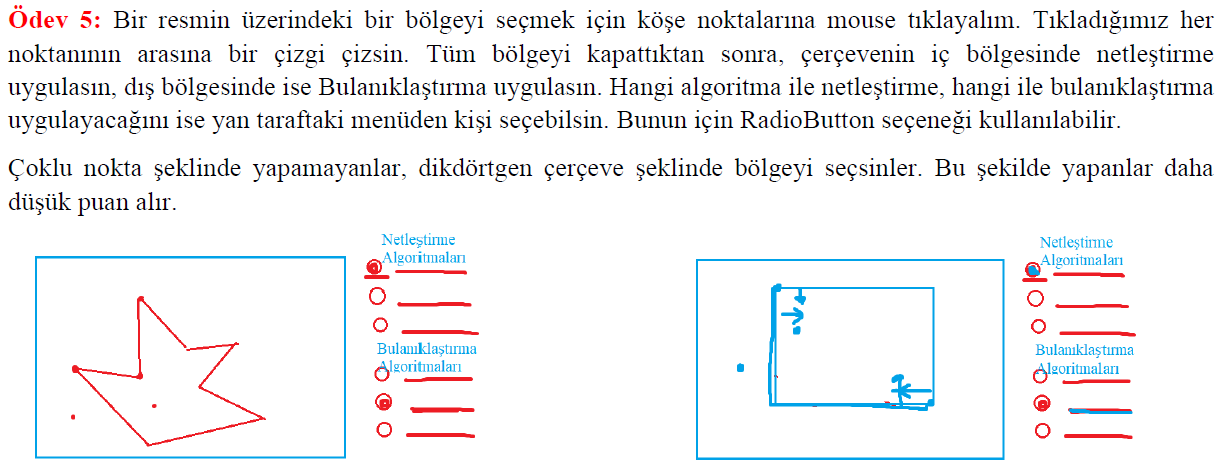 Ödev 5: Bir resmin üzerindeki bir bölgeyi seçmek için köşe noktalarına mouse tıklayalım. Tıkladığımız her
noktanının arasına bir çizgi çizsin. Tüm bölgeyi kapattıktan sonra, çerçevenin iç bölgesinde netleştirme
uygulasın, dış bölgesinde ise Bulanıklaştırma uygulasın. Hangi algoritma ile netleştirme, hangi ile bulanıklaştırma
uygulayacağını ise yan taraftaki menüden kişi seçebilsin. Bunun için RadioButton seçeneği kullanılabilir.
Çoklu nokta şeklinde yapamayanlar, dikdörtgen çerçeve şeklinde bölgeyi seçsinler. Bu şekilde yapanlar daha
düşük puan alır.
Netleştirme
Algoritmaları
Bulanıklaştırma
Algoritmaları
Netleştirme
Algoritmaları
Bulanıklaştırma
Algoritmaları